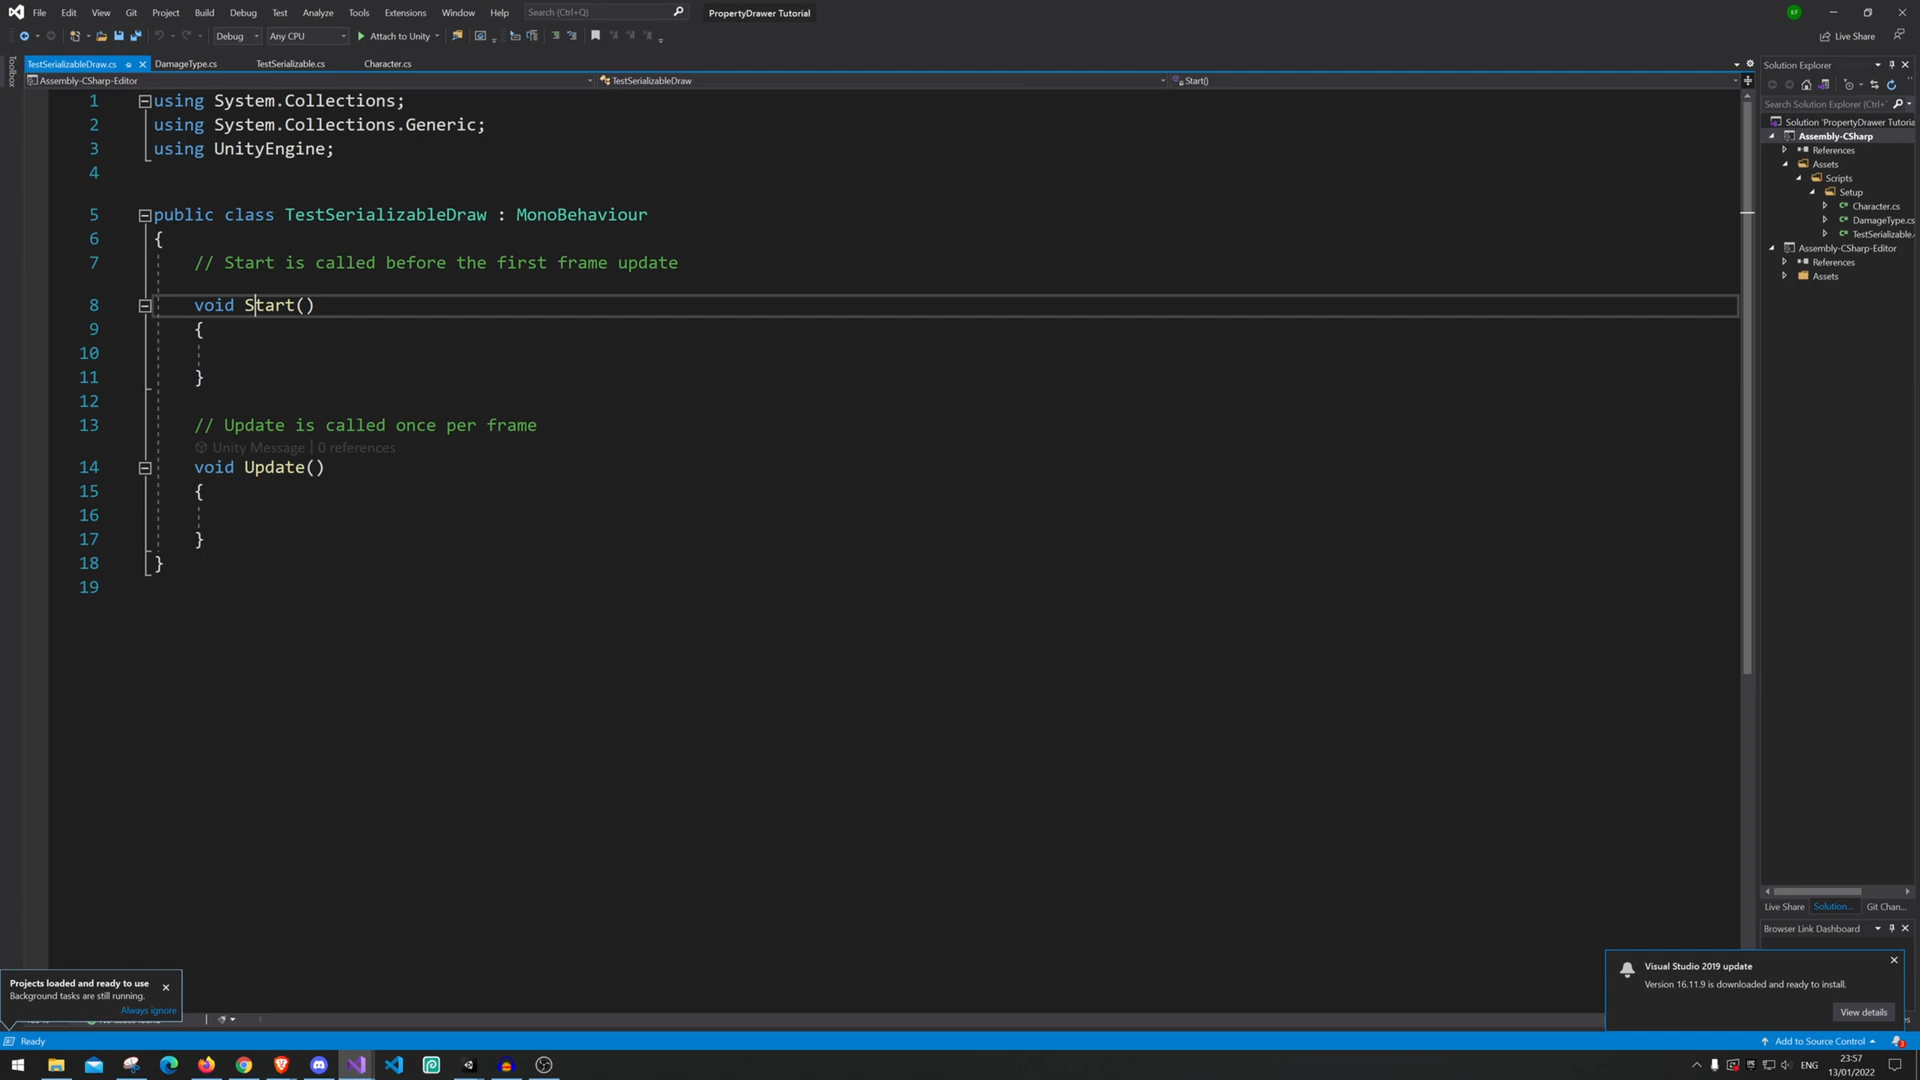 File Edit View Git Project Build Debug Test Analyze Tools Extensions Window Help Search (Ctrl+Q) PropertyDrawer Tutorial KF
Debug Any CPU Attach to Unity Live Share
Toolbox
TestSerializableDraw.cs DamageType.cs TestSerializable.cs Character.cs
Assembly-CSharp-Editor TestSerializableDraw Start()
1 using System.Collections;
2 using System.Collections.Generic;
3 using UnityEngine;
4
5 public class TestSerializableDraw : MonoBehaviour
6 {
7 // Start is called before the first frame update
8 void Start()
9 {
10
11 }
12
13 // Update is called once per frame
Unity Message | 0 references
14 void Update()
15 {
16
17 }
18 }
19
Solution Explorer
Search Solution Explorer (Ctrl+
Solution 'PropertyDrawer Tutoria
Assembly-CSharp
References
Assets
Scripts
Setup
Character.cs
DamageType.cs
TestSerializable.
Assembly-CSharp-Editor
References
Assets
Live Share Solution... Git Chan...
Browser Link Dashboard
Visual Studio 2019 update
Version 16.11.9 is downloaded and ready to install.
View details
Projects loaded and ready to use
Background tasks are still running.
Always ignore
Ready Add to Source Control
ENG 23:57
13/01/2022